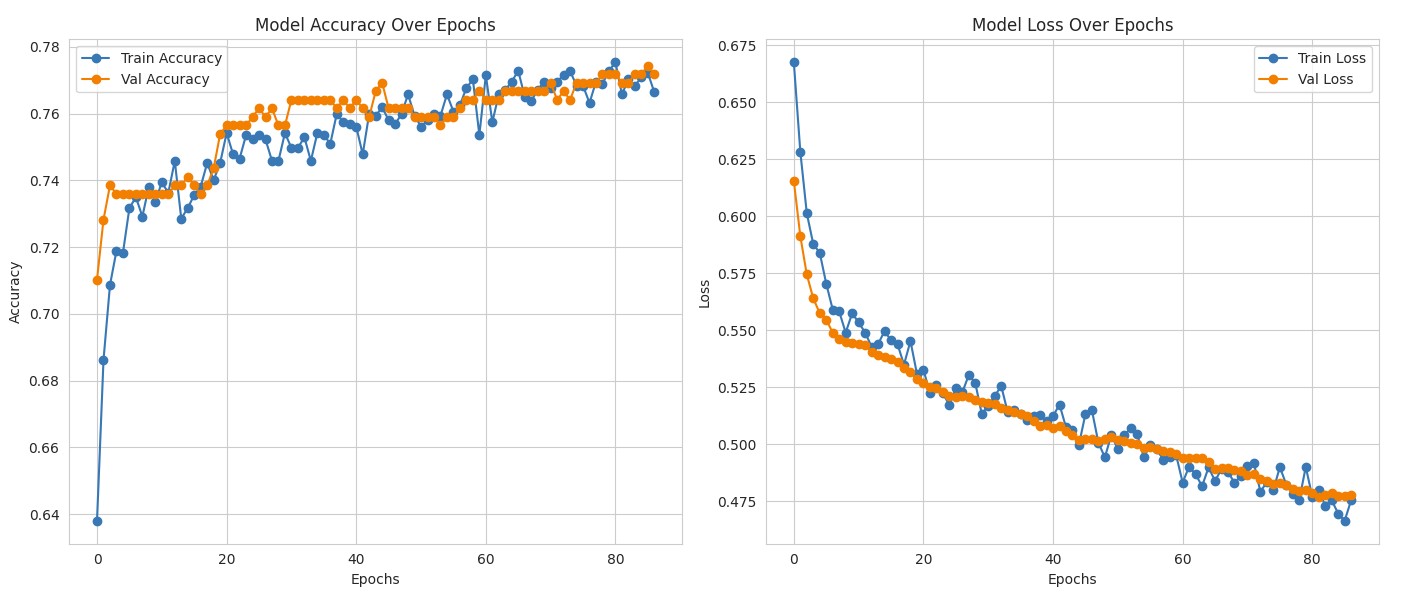 Model Accuracy Over Epochs
Train Accuracy
Val Accuracy
0.78
0.76
0.74
0.72
0.70
0.68
0.66
0.64
Accuracy
0 20 40 60 80
Epochs
Model Loss Over Epochs
Train Loss
Val Loss
0.675
0.650
0.625
0.600
0.575
0.550
0.525
0.500
0.475
Loss
0 20 40 60 80
Epochs